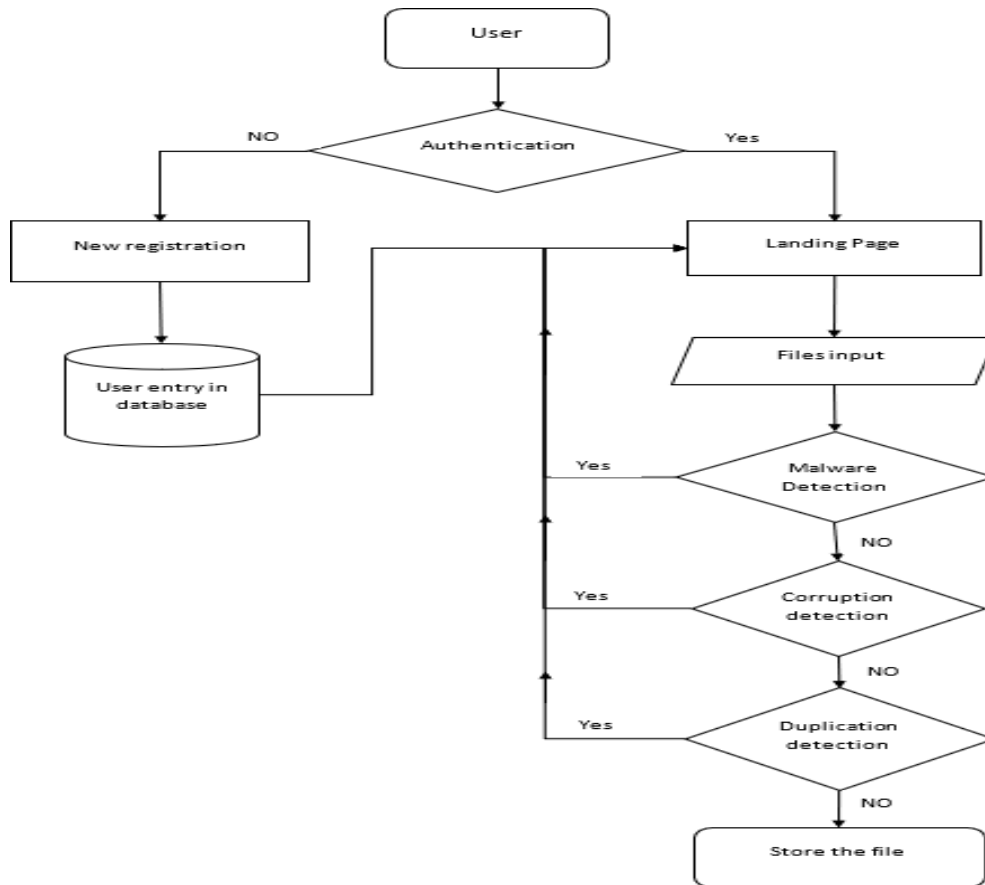 User
NO
Authentication
Yes
New registration
Landing Page
User entry in
database
Files input
Yes
Malware
Detection
NO
Yes
Corruption
detection
NO
Yes
Duplication
detection
NO
Store the file